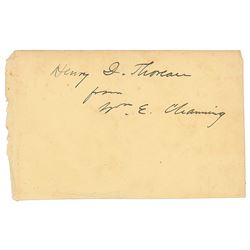 Henry D. Thoreau
from
Wm E. Channing